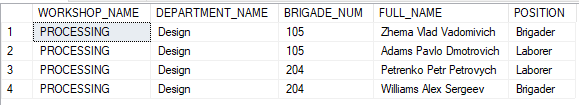 WORKSHOP_NAME DEPARTMENT_NAME BRIGADE_NUM FULL_NAME POSITION
1 PROCESSING Design 105 Zhema Vlad Vadomivich Brigader
2 PROCESSING Design 105 Adams Pavlo Dmotrovich Laborer
3 PROCESSING Design 204 Petrenko Petr Petrovych Laborer
4 PROCESSING Design 204 Williams Alex Sergeev Brigader